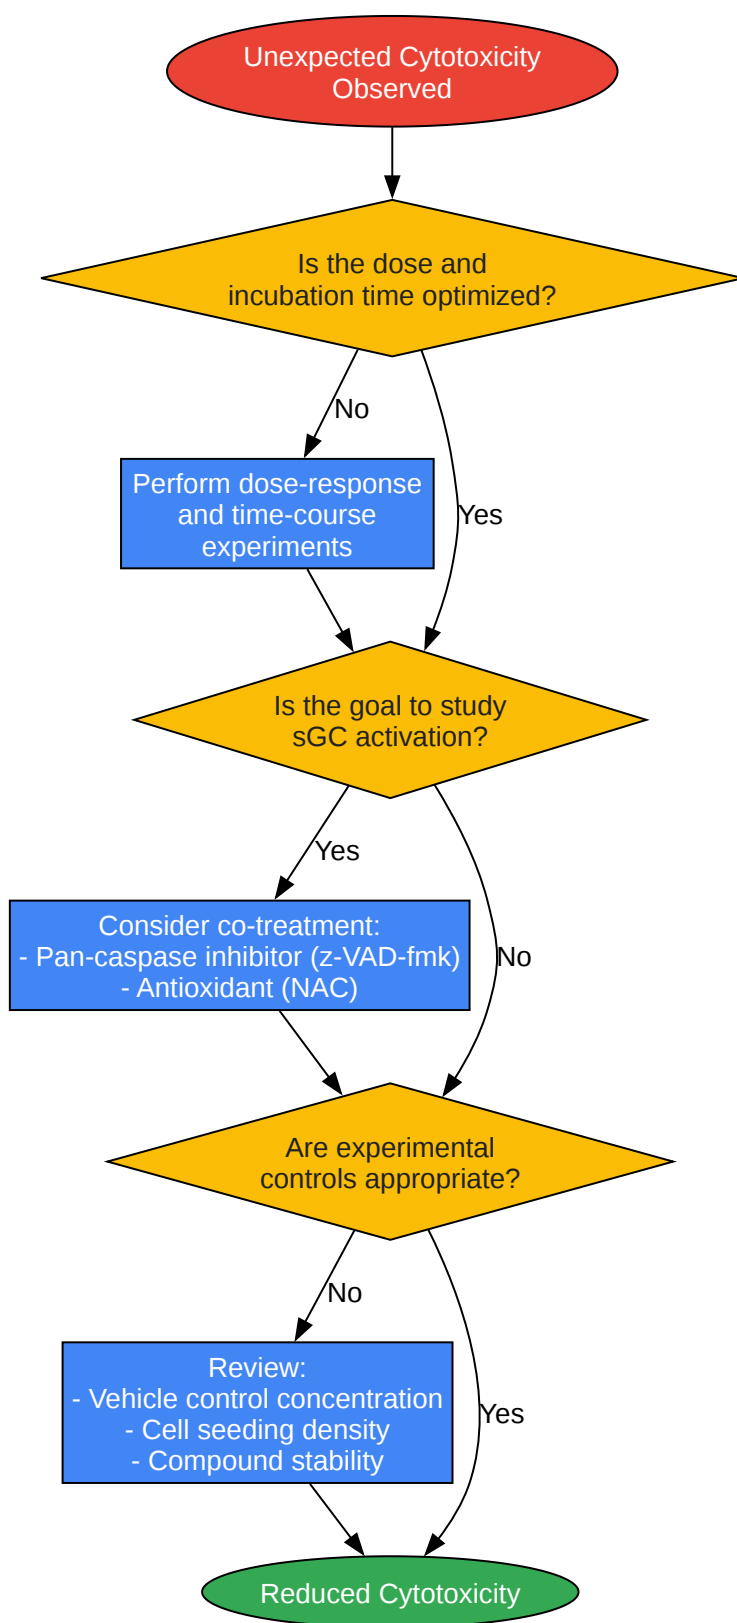 Unexpected Cytotoxicity
Observed
Is the dose and
incubation time optimized?
No
Perform dose-response
and time-course
experiments
Yes
Is the goal to study
sGC activation?
Yes
Consider co-treatment:
- Pan-caspase inhibitor (z-VAD-fmk)
- Antioxidant (NAC)
No
Are experimental
controls appropriate?
No
Review:
- Vehicle control concentration
- Cell seeding density
- Compound stability
Yes
Reduced Cytotoxicity